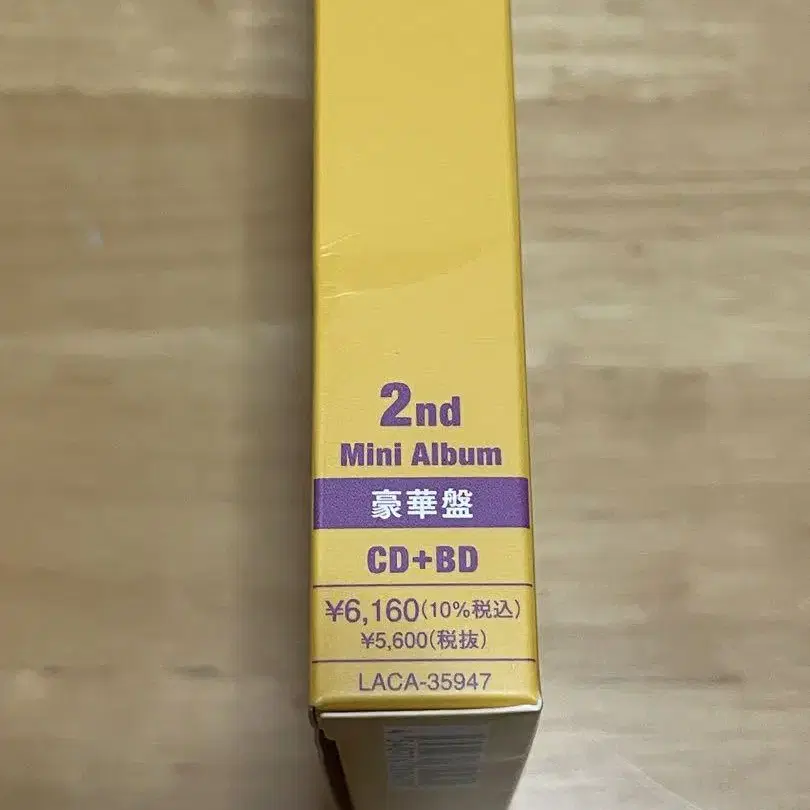 2nd
Mini Album
豪華盤
CD+BD
¥6,160(10%税込)
¥5,600(税抜)
LACA-35947